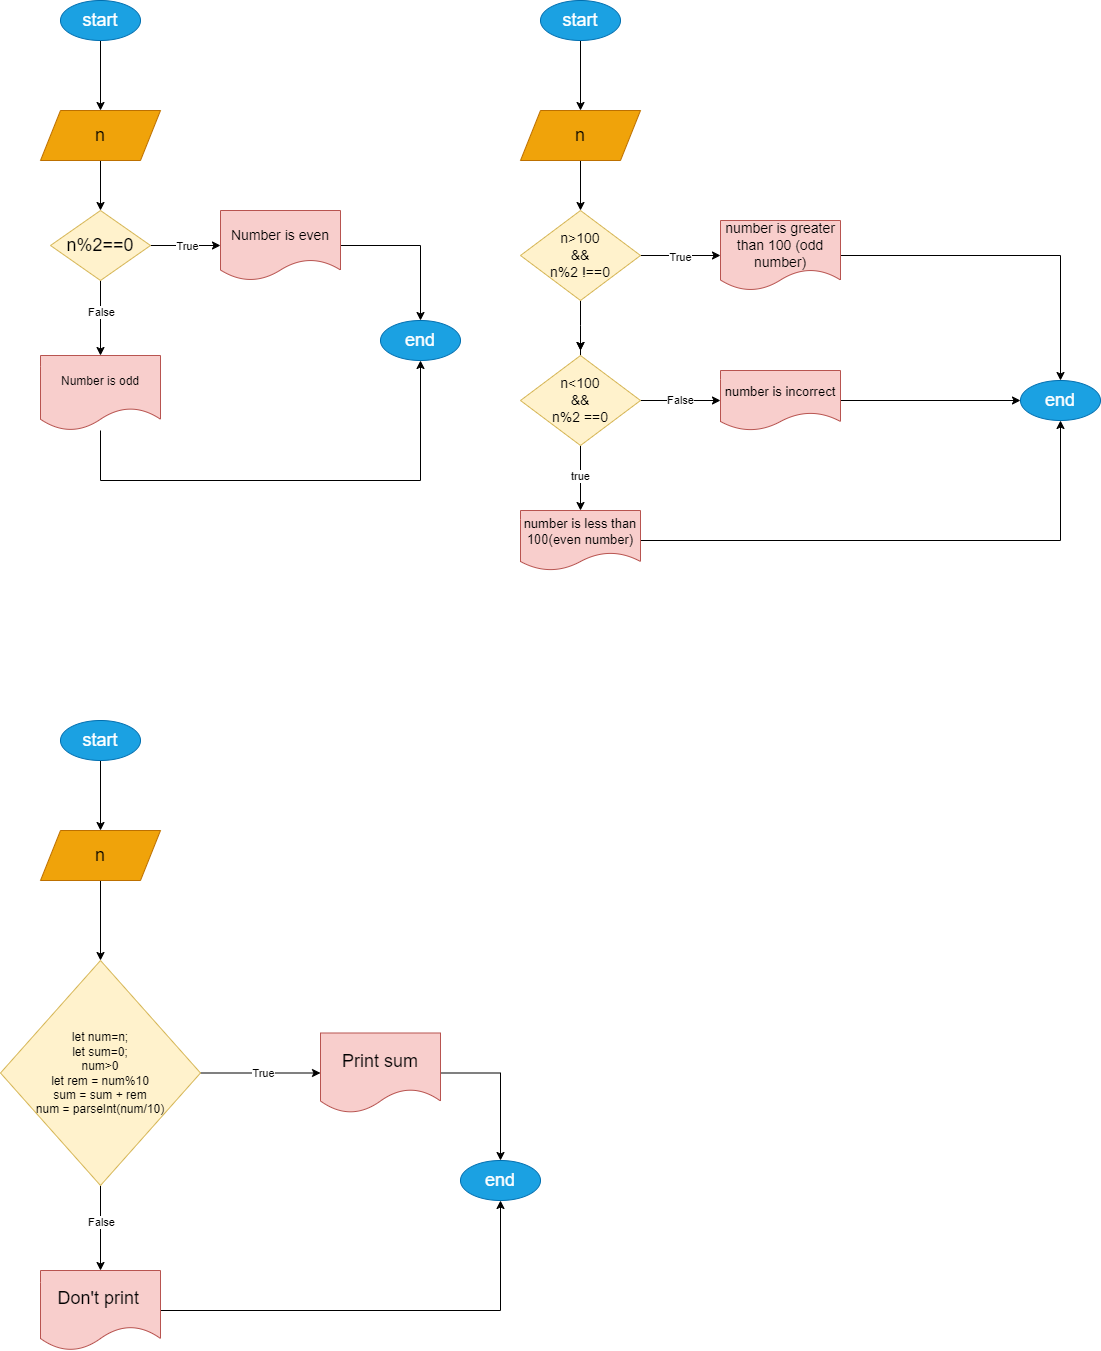 start
n
n%2==0
True
Number is even
False
Number is odd
end
start
n
n>100
&&
n%2 !==0
True
number is greater
than 100 (odd
number)
n<100
&&
n%2 ==0
False
number is incorrect
end
true
number is less than
100(even number)
start
n
let num=n;
let sum=0;
num>0
let rem = num%10
sum = sum + rem
num = parseInt(num/10)
True
Print sum
end
False
Don't print